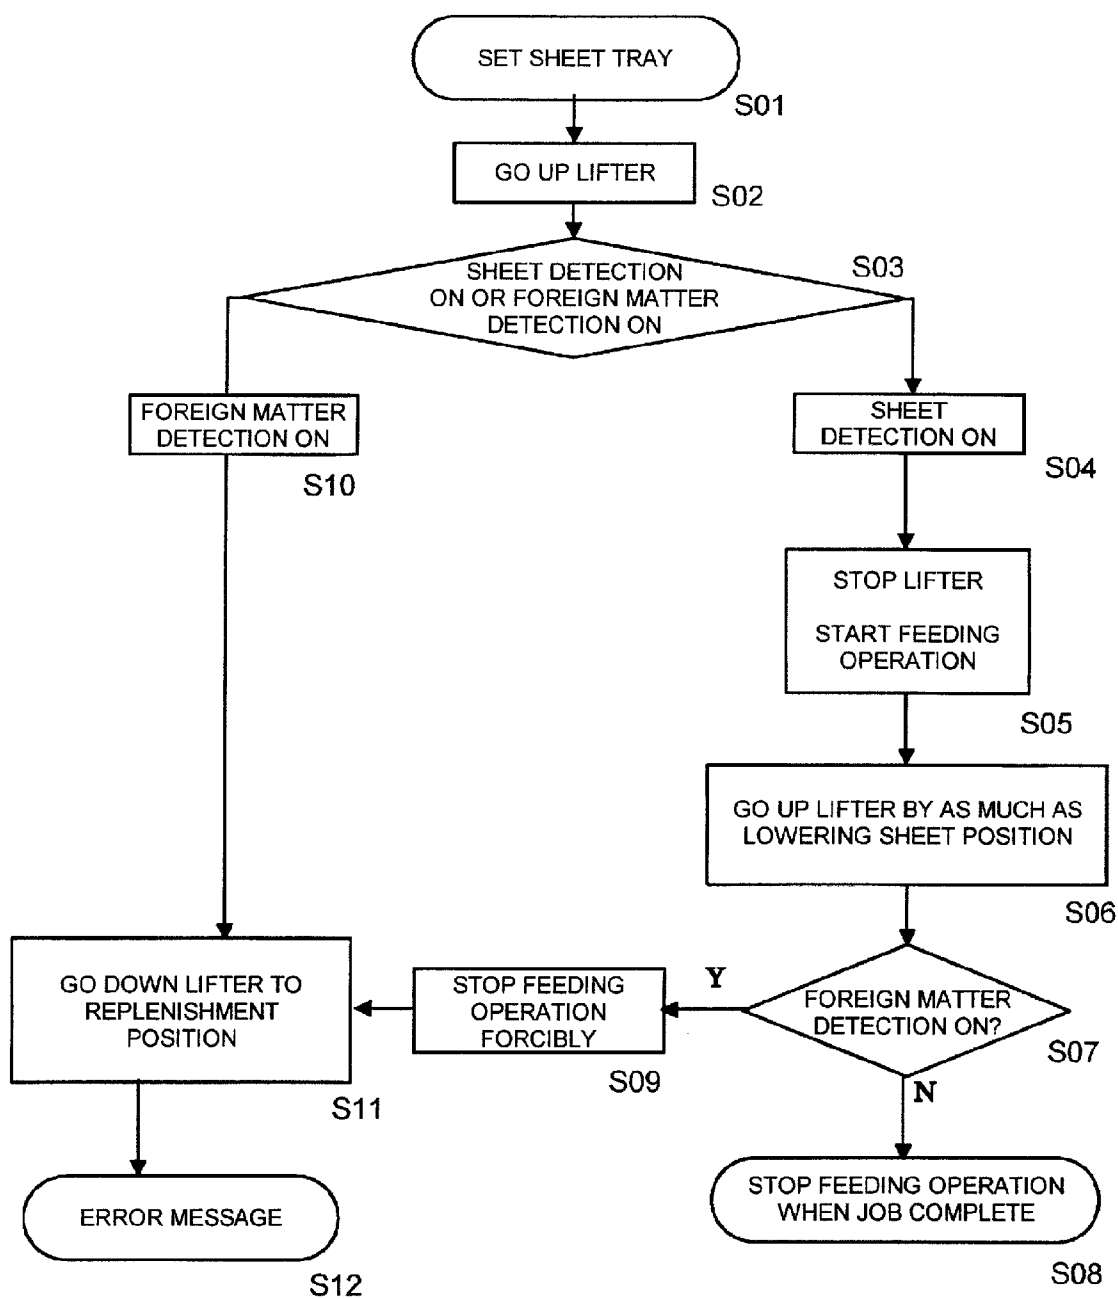 SET SHEET TRAY
S01
GO UP LIFTER
S02
SHEET DETECTION
ON OR FOREIGN MATTER
DETECTION ON
S03
FOREIGN MATTER
DETECTION ON
S10
SHEET
DETECTION ON
S04
STOP LIFTER
START FEEDING
OPERATION
S05
GO UP LIFTER BY AS MUCH AS
LOWERING SHEET POSITION
S06
FOREIGN MATTER
DETECTION ON?
S07
Y
N
STOP FEEDING
OPERATION
FORCIBLY
S09
GO DOWN LIFTER TO
REPLENISHMENT
POSITION
S11
STOP FEEDING OPERATION
WHEN JOB COMPLETE
S08
ERROR MESSAGE
S12